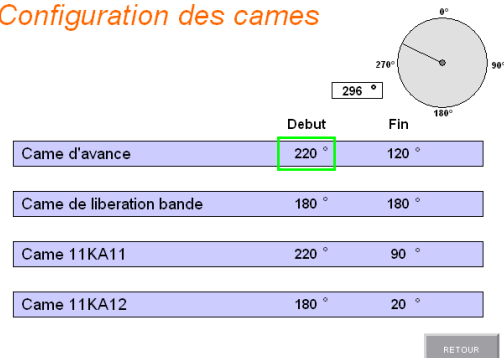 Configuration des cames
0°
270°
90°
296 °
180°
Debut Fin
Came d'avance 220 ° 120 °
Came de liberation bande 180 ° 180 °
Came 11KA11 220 ° 90 °
Came 11KA12 180 ° 20 °
RETOUR